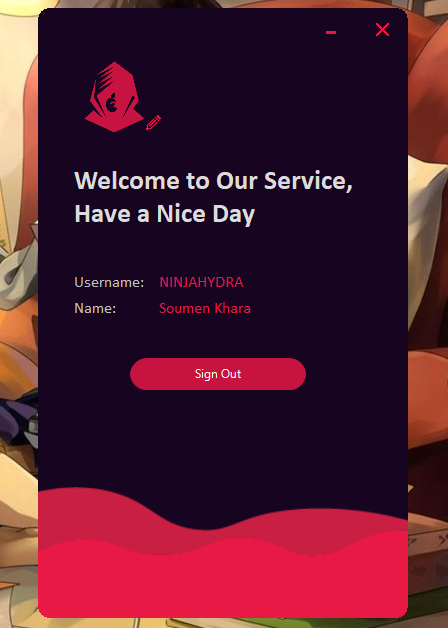 Welcome to Our Service,
Have a Nice Day
Username: NINJAHYDRA
Name: Soumen Khara
Sign Out